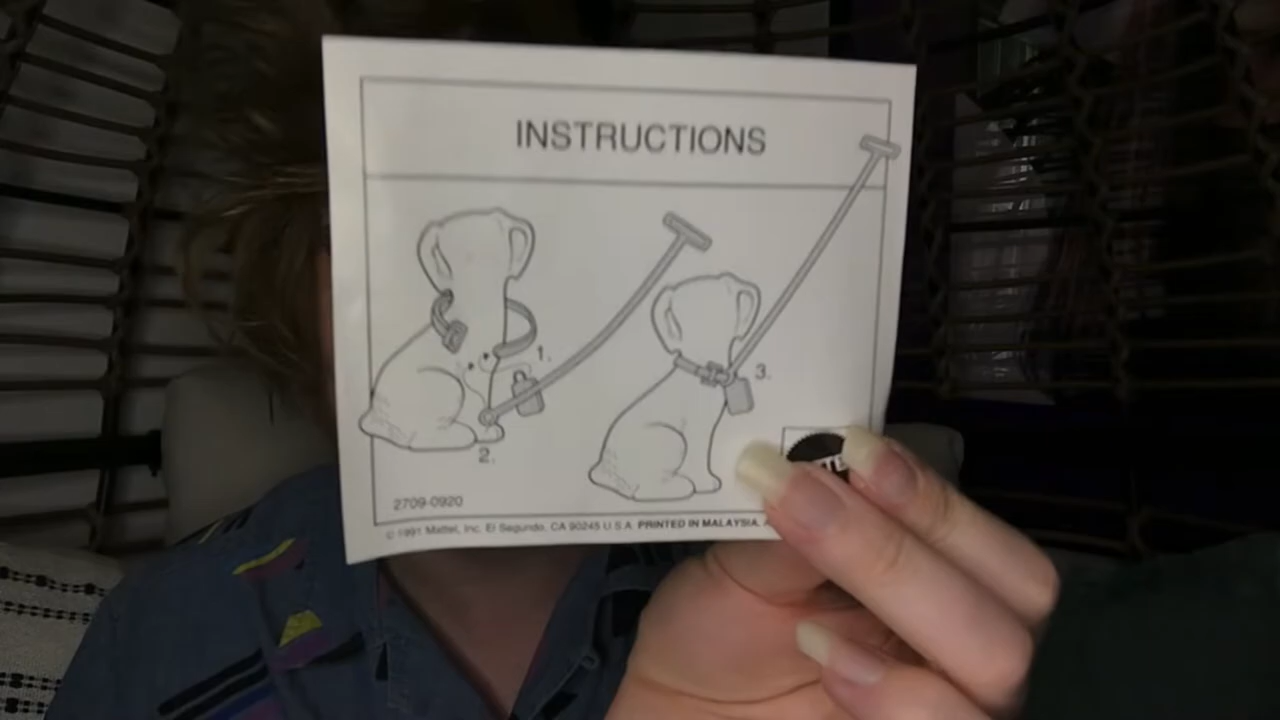 INSTRUCTIONS
1.
3.
2.
2709-0920
© 1991 Mattel, Inc. El Segundo, CA 90245 U.S.A. PRINTED IN MALAYSIA.